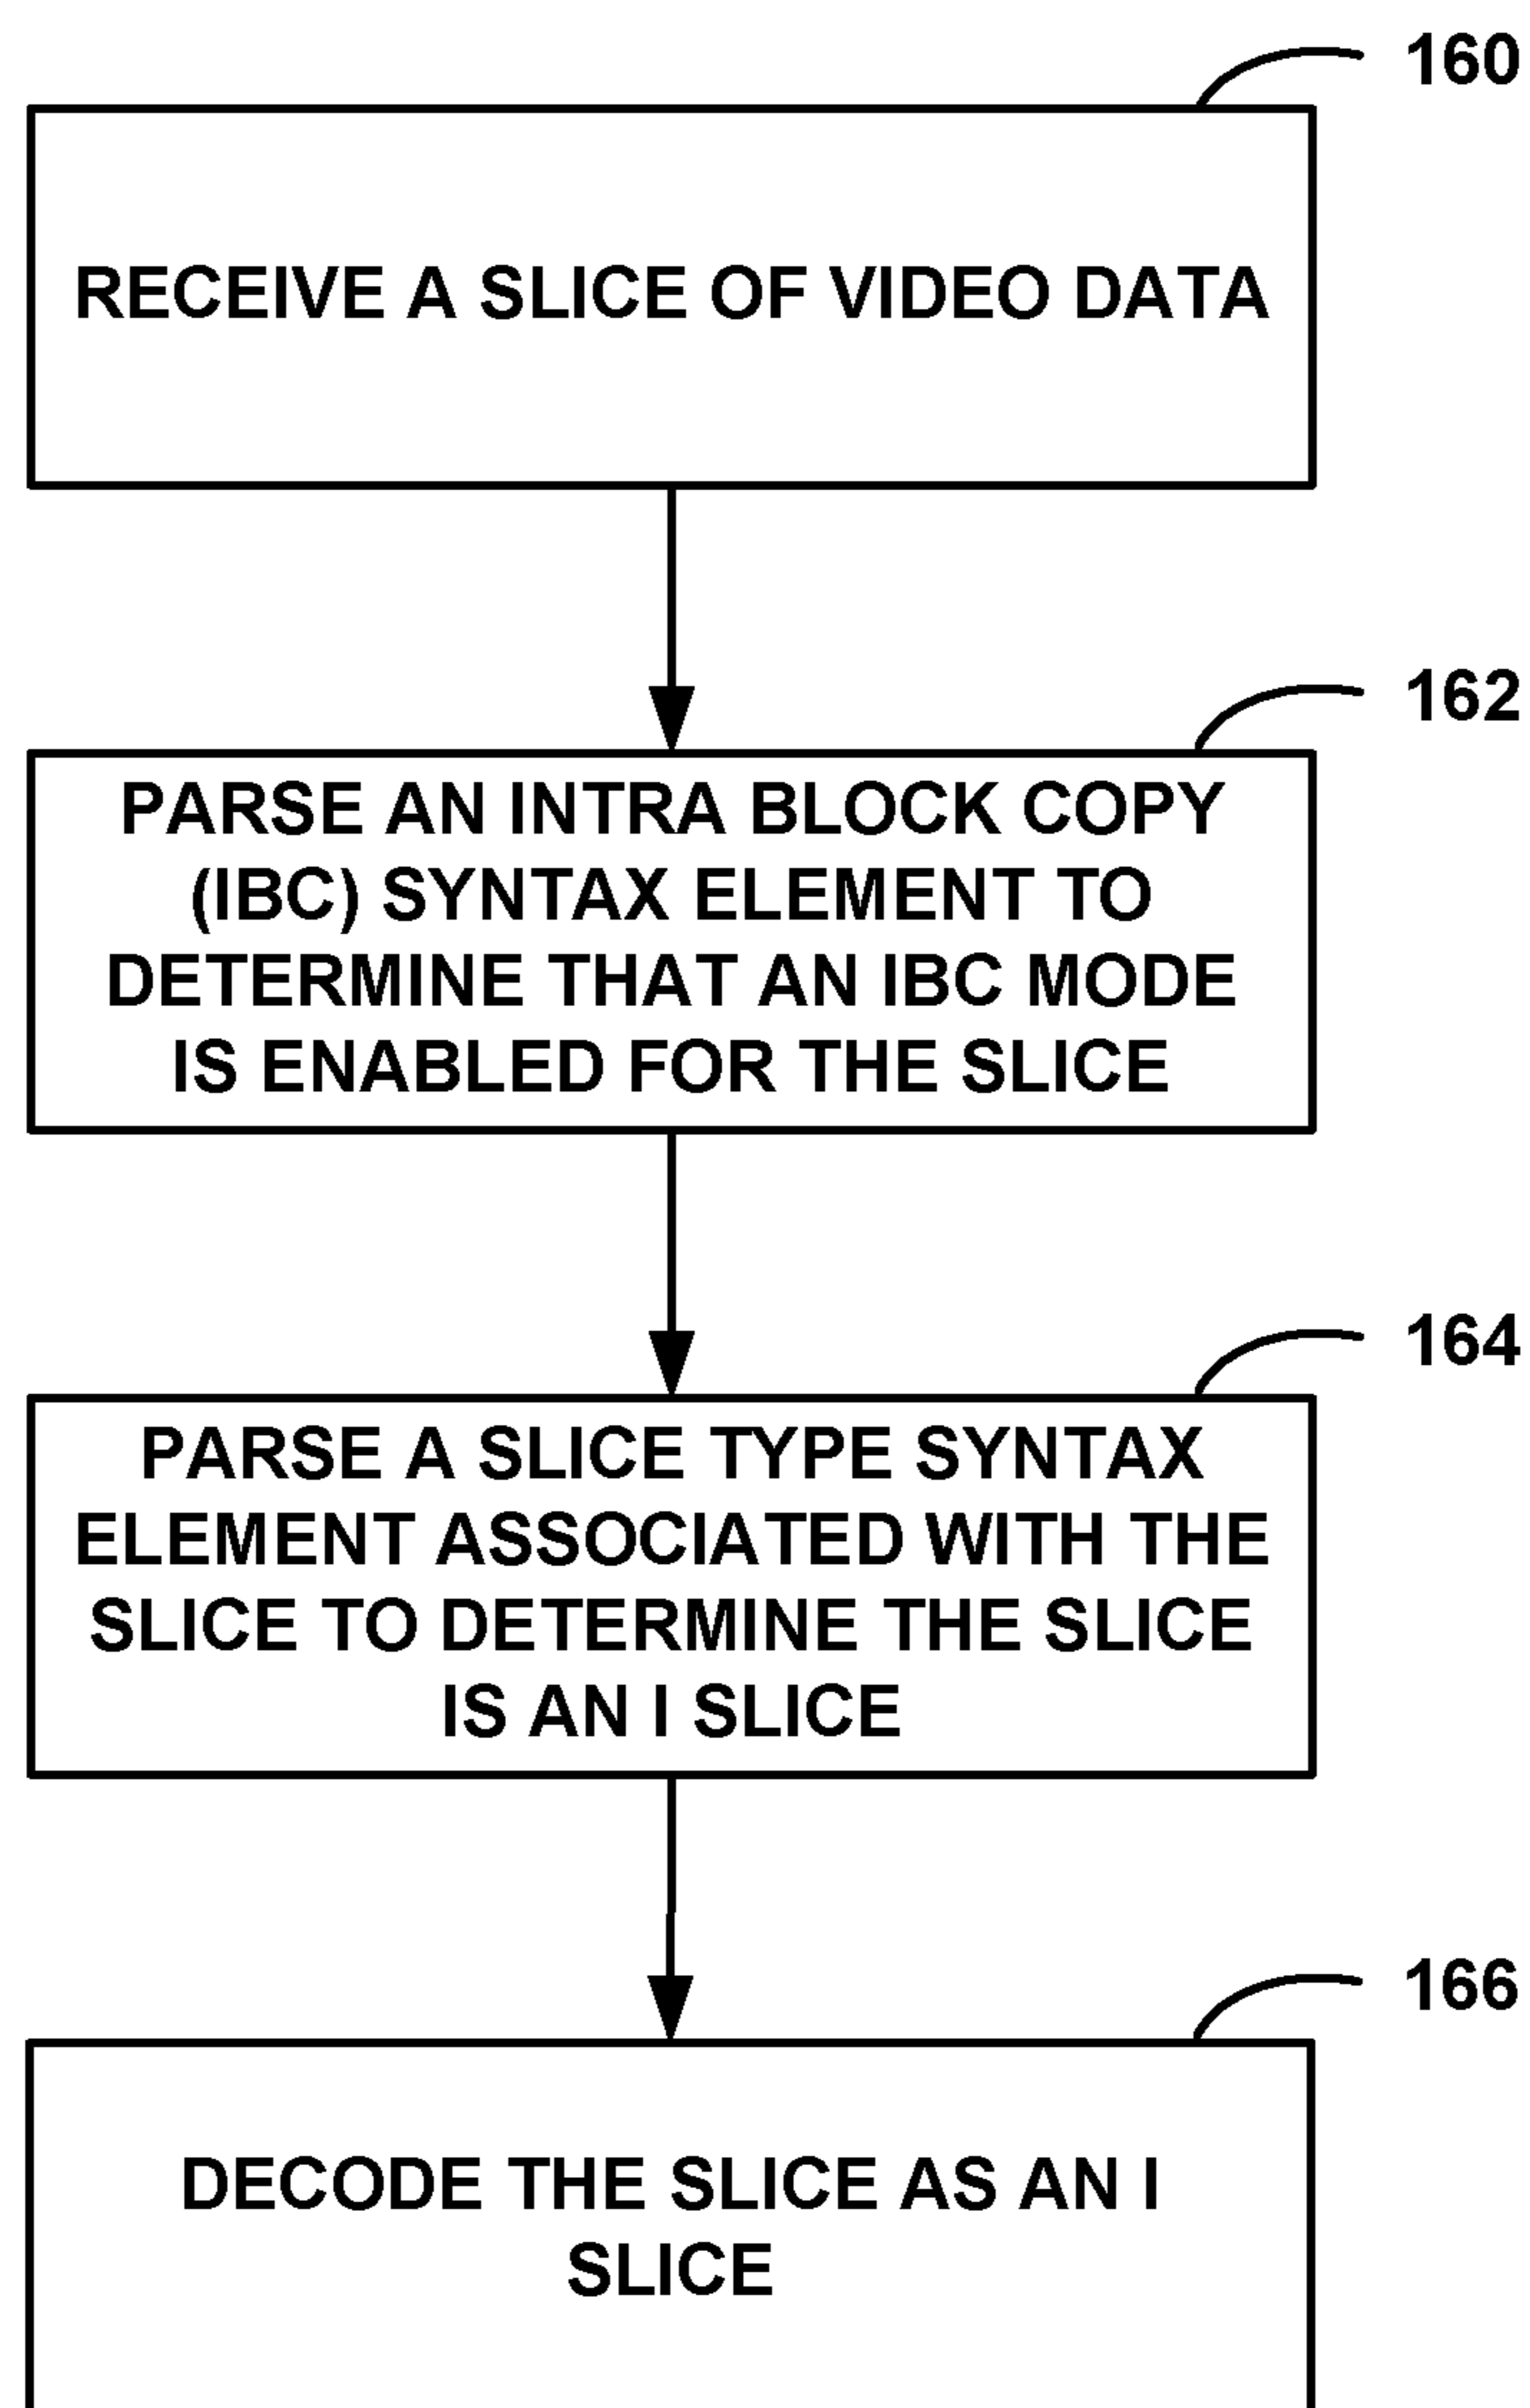 160
RECEIVE A SLICE OF VIDEO DATA
162
PARSE AN INTRA BLOCK COPY
(IBC) SYNTAX ELEMENT TO
DETERMINE THAT AN IBC MODE
IS ENABLED FOR THE SLICE
164
PARSE A SLICE TYPE SYNTAX
ELEMENT ASSOCIATED WITH THE
SLICE TO DETERMINE THE SLICE
IS AN I SLICE
166
DECODE THE SLICE AS AN I
SLICE